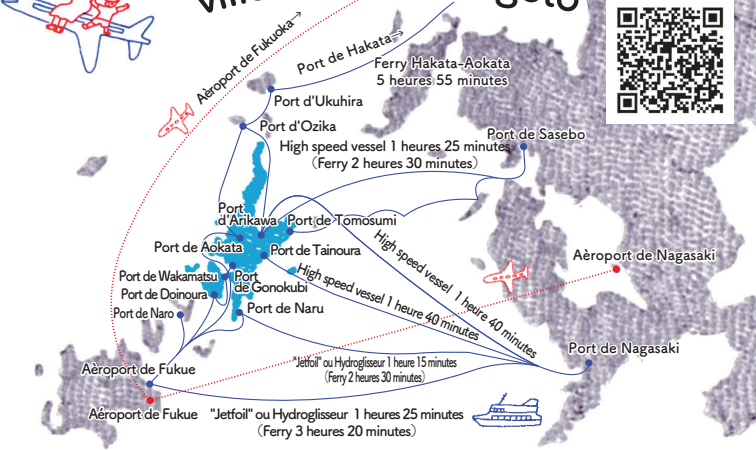 Aèroport de Fukuoka→
Port de Hakata→
Ferry Hakata-Aokata
5 heures 55 minutes
Port d'Ukuhira
Port d'Ozika
Port de Sasebo
High speed vessel 1 heures 25 minutes
(Ferry 2 heures 30 minutes)
Port
d'Arikawa
Port de Tomosumi
Port de Aokata
Port de Tainoura
High speed vessel 1 heure 40 minutes
Aèroport de Nagasaki
Port de Wakamatsu
Port
de Gonokubi
High speed vessel 1 heure 40 minutes
Port de Doinoura
Port de Naro
Port de Naru
Port de Nagasaki
"Jetfoil" ou Hydroglisseur 1 heure 15 minutes
(Ferry 2 heures 30 minutes)
Aèroport de Fukue
Aéroport de Fukue
"Jetfoil" ou Hydroglisseur 1 heures 25 minutes
(Ferry 3 heures 20 minutes)